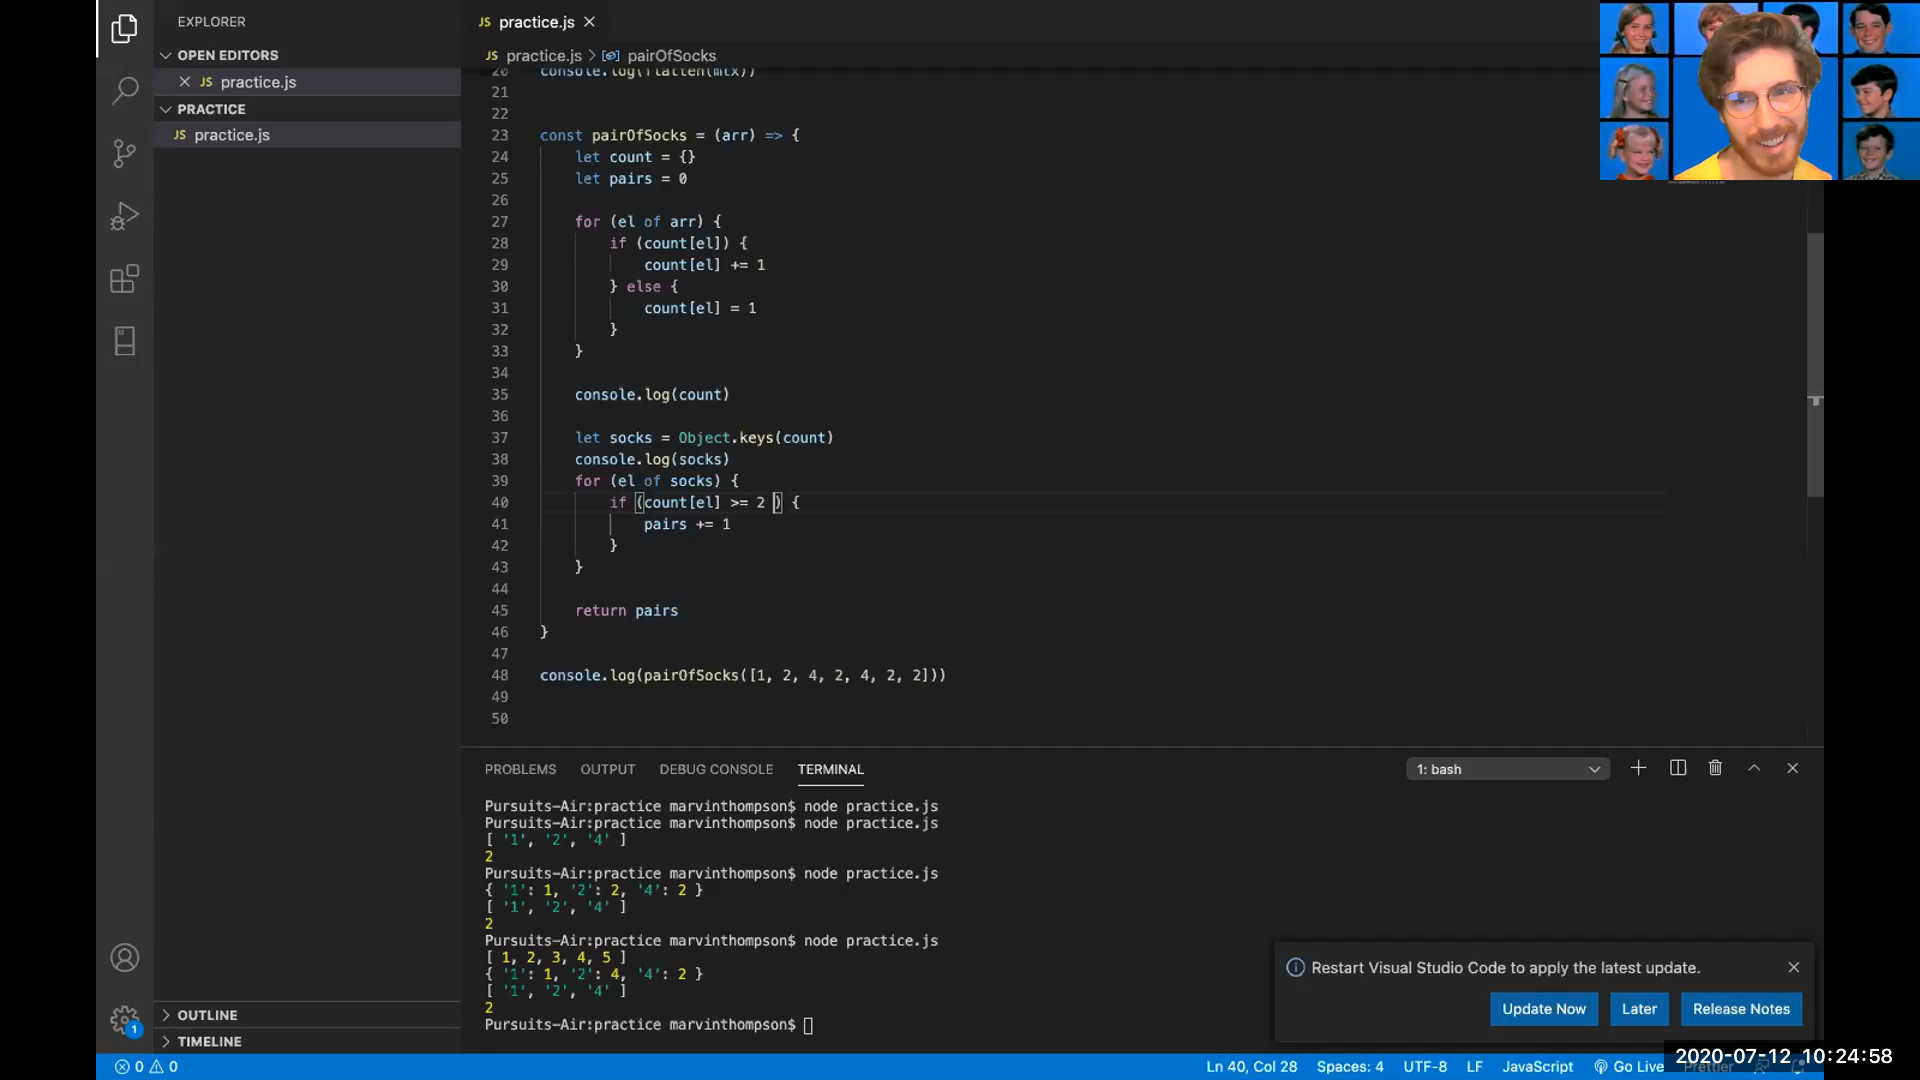 EXPLORER
OPEN EDITORS
JS practice.js
PRACTICE
JS practice.js
OUTLINE
TIMELINE
1
JS practice.js
JS practice.js > pairOfSocks
20 console.log(flatten(mtx))
21
22
23 const pairOfSocks = (arr) => {
24 let count = {}
25 let pairs = 0
26
27 for (el of arr) {
28 if (count[el]) {
29 count[el] += 1
30 } else {
31 count[el] = 1
32 }
33 }
34
35 console.log(count)
36
37 let socks = Object.keys(count)
38 console.log(socks)
39 for (el of socks) {
40 if (count[el] >= 2 ) {
41 pairs += 1
42 }
43 }
44
45 return pairs
46 }
47
48 console.log(pairOfSocks([1, 2, 4, 2, 4, 2, 2]))
49
50
PROBLEMS OUTPUT DEBUG CONSOLE TERMINAL 1: bash
Pursuits-Air:practice marvinthompson$ node practice.js
Pursuits-Air:practice marvinthompson$ node practice.js
[ '1', '2', '4' ]
2
Pursuits-Air:practice marvinthompson$ node practice.js
{ '1': 1, '2': 2, '4': 2 }
[ '1', '2', '4' ]
2
Pursuits-Air:practice marvinthompson$ node practice.js
[ 1, 2, 3, 4, 5 ]
{ '1': 1, '2': 4, '4': 2 }
[ '1', '2', '4' ]
2
Pursuits-Air:practice marvinthompson$
Restart Visual Studio Code to apply the latest update.
Update Now Later Release Notes
0 0 Ln 40, Col 28 Spaces: 4 UTF-8 LF JavaScript Go Live Prettier
2020-07-12 10:24:58